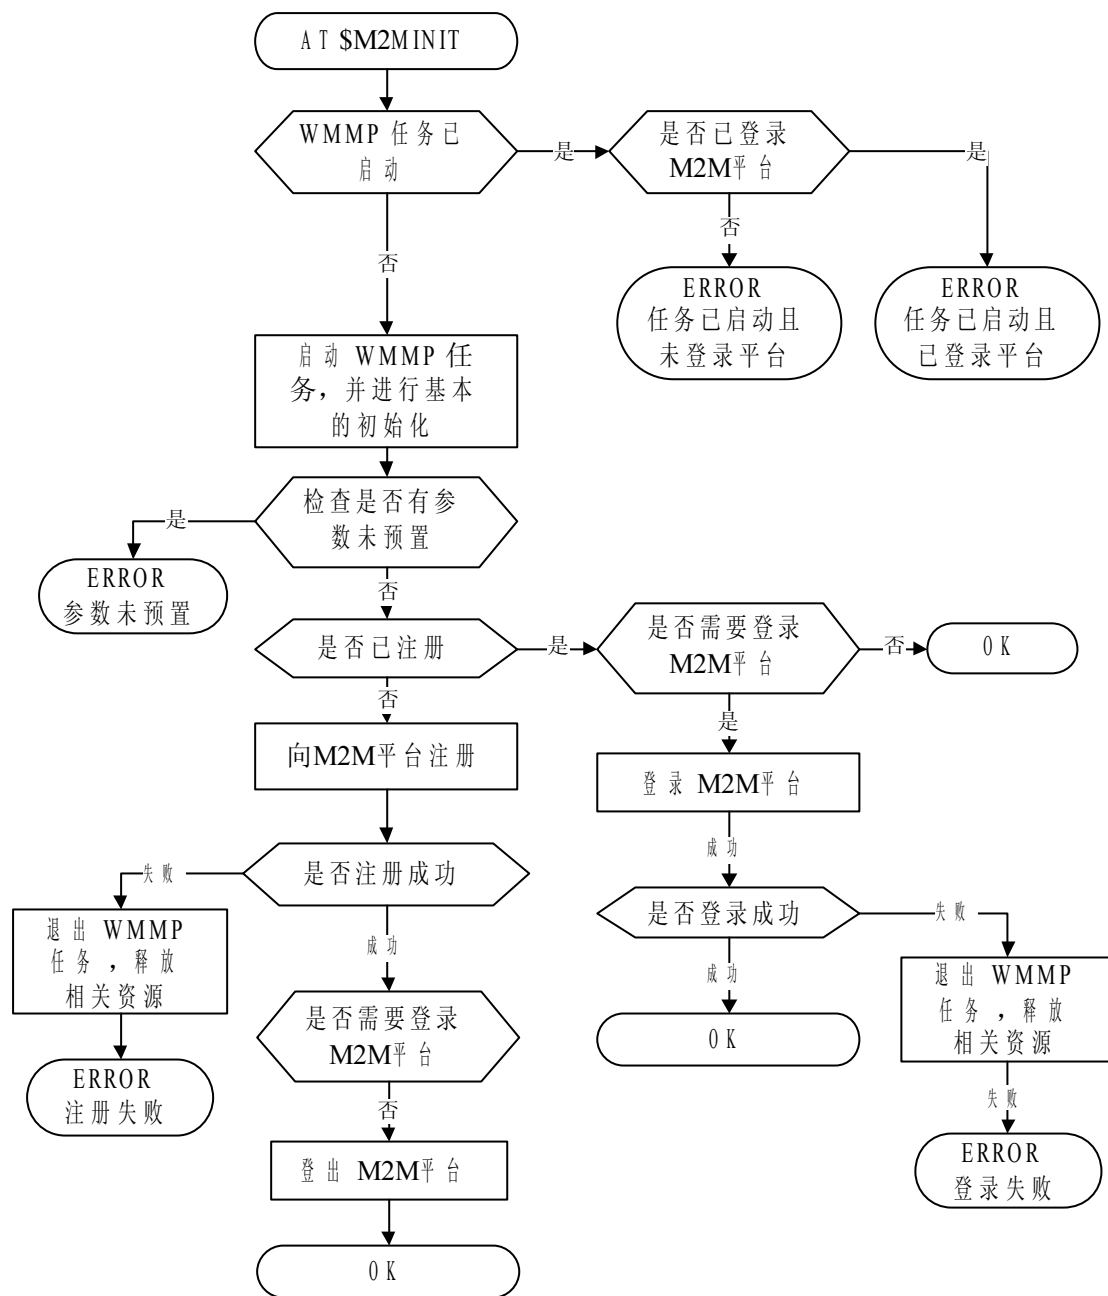 AT $M2MINIT
WMMP 任务已
启动
是
是否已登录
M2M平台
是
否
否
ERROR
任务已启动且
未登录平台
ERROR
任务已启动且
已登录平台
启动 WMMP 任
务，并进行基本
的初始化
检查是否有参
数未预置
是
ERROR
参数未预置
否
是否已注册
是
是否需要登录
M2M平台
否
OK
否
是
向M2M平台注册
登录 M2M平台
成功
是否注册成功
失败
退出 WMMP
任务，释放
相关资源
ERROR
注册失败
成功
是否登录成功
失败
成功
OK
退出 WMMP
任务，释放
相关资源
失败
ERROR
登录失败
是否需要登录
M2M平台
否
登出 M2M平台
OK